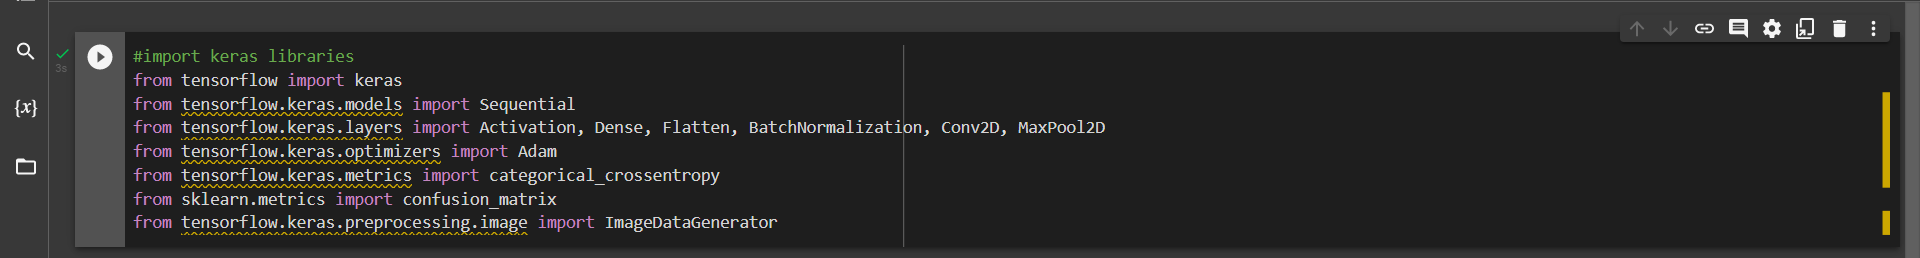 #import keras libraries
from tensorflow import keras
from tensorflow.keras.models import Sequential
from tensorflow.keras.layers import Activation, Dense, Flatten, BatchNormalization, Conv2D, MaxPool2D
from tensorflow.keras.optimizers import Adam
from tensorflow.keras.metrics import categorical_crossentropy
from sklearn.metrics import confusion_matrix
from tensorflow.keras.preprocessing.image import ImageDataGenerator
3s
{x}